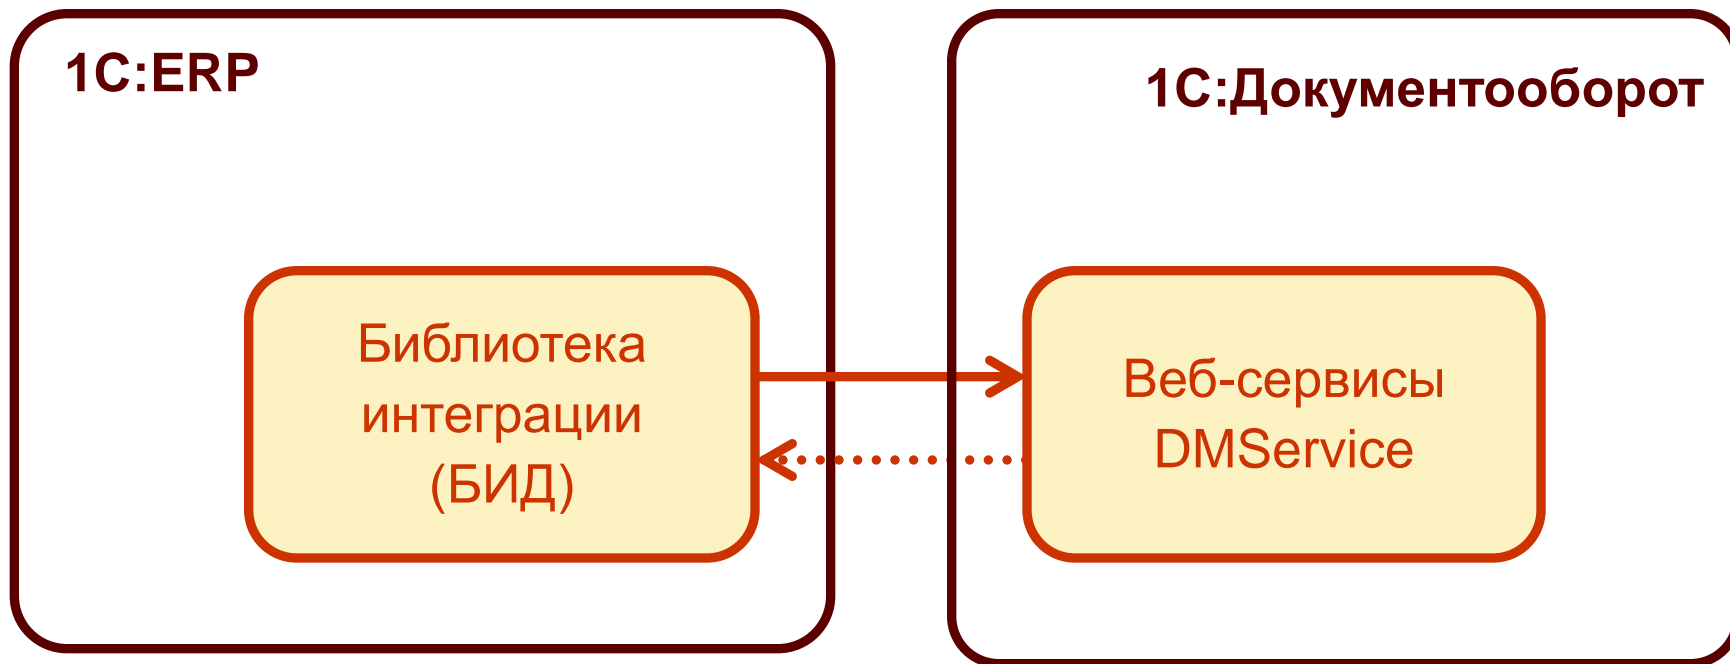 1С:ERP
1С:Документооборот
Библиотека
интеграции
(БИД)
Веб-сервисы
DMService